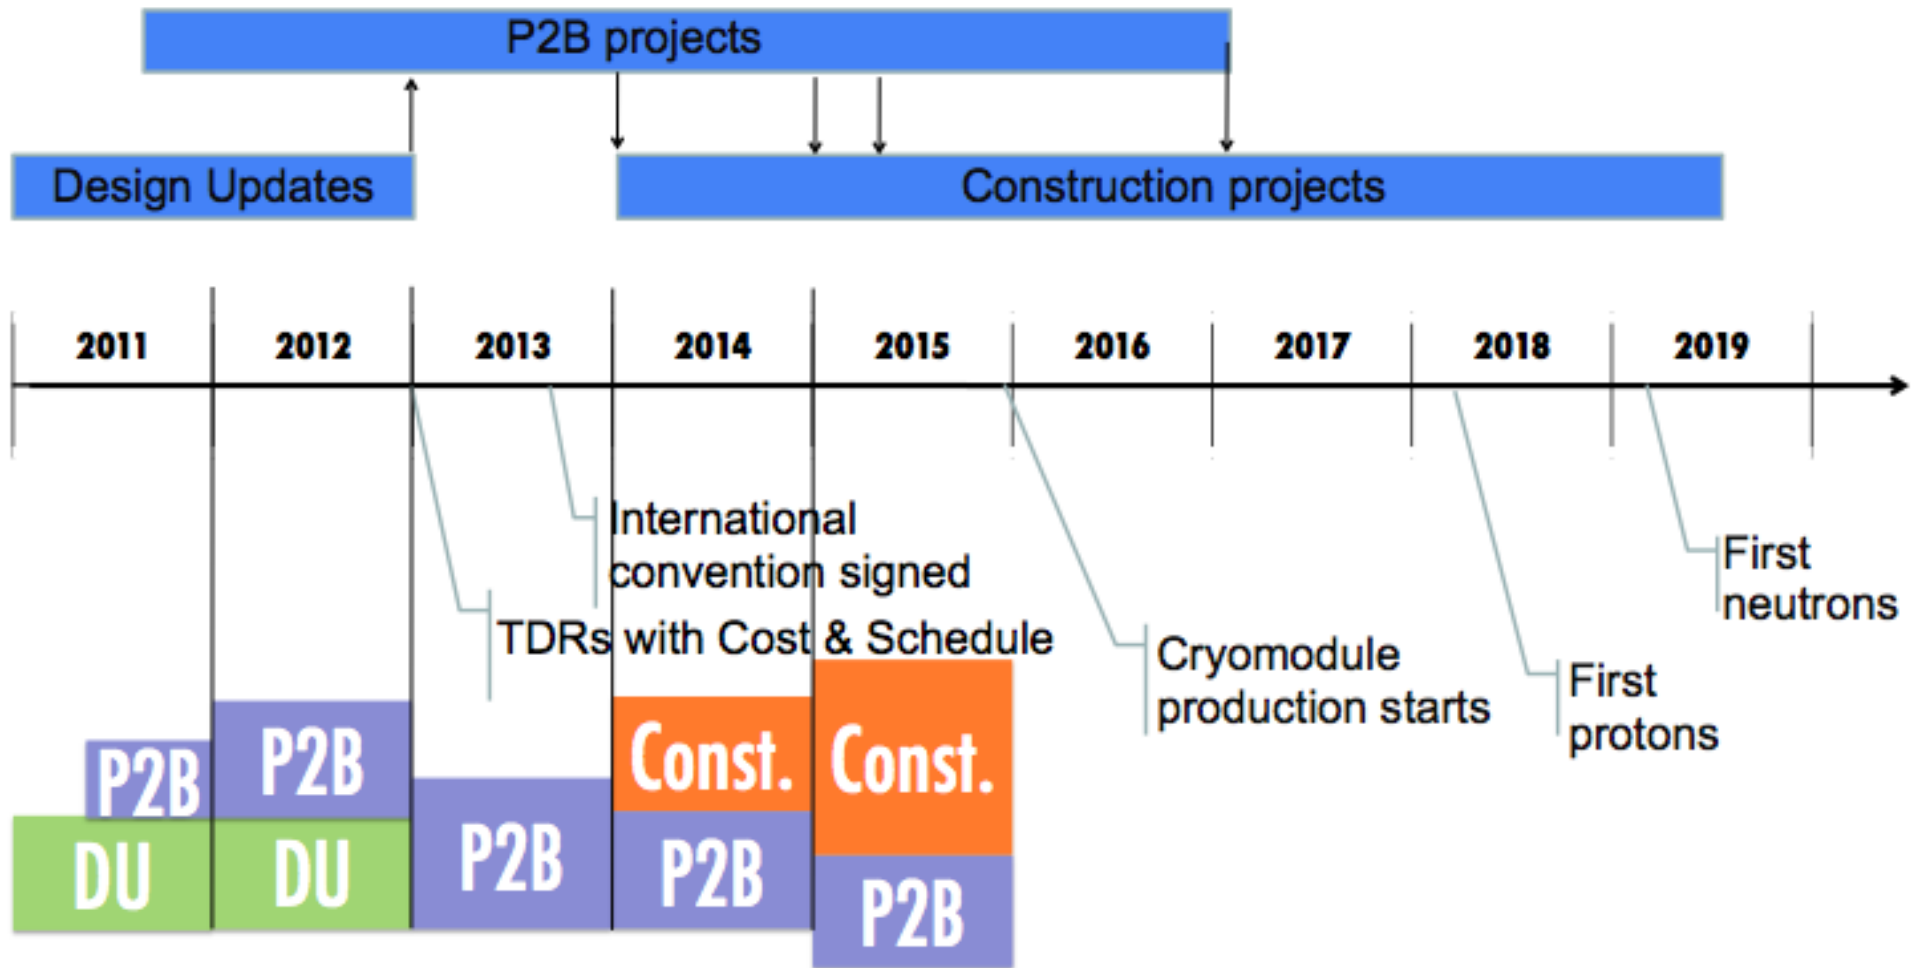 P2B projects
Design Updates
Construction projects
2011 2012 2013 2014 2015 2016 2017 2018 2019
International
convention signed
TDRs with Cost & Schedule
Cryomodule
production starts
First
protons
First
neutrons
P2B
P2B
Const.
Const.
DU
DU
P2B
P2B
P2B